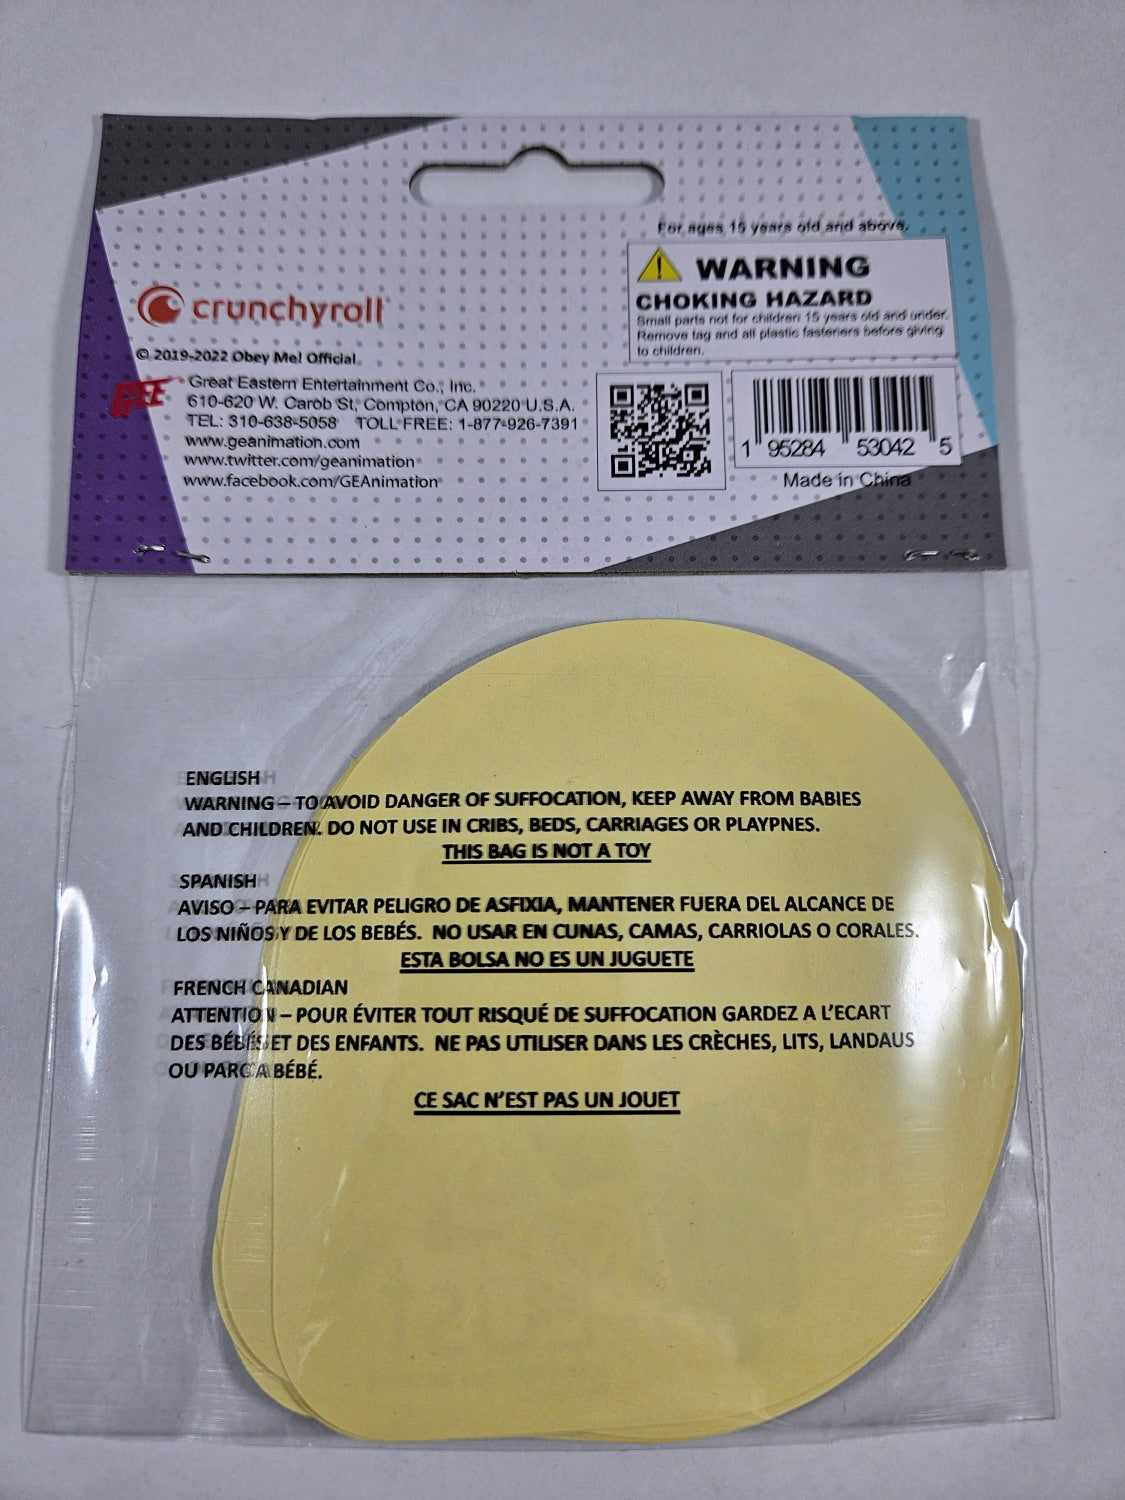 For ages 15 years old and above.
WARNING
CHOKING HAZARD
Small parts not for children 15 years old and under.
Remove tag and all plastic fasteners before giving
to children.
crunchyroll
© 2019-2022 Obey Me! Official.
GEE
Great Eastern Entertainment Co., Inc.
610-620 W. Carob St, Compton, CA 90220 U.S.A.
TEL: 310-638-5058 TOLL FREE: 1-877-926-7391
www.geanimation.com
www.twitter.com/geanimation
www.facebook.com/GEAnimation
1 95284 53042 5
Made in China
ENGLISH
WARNING – TO AVOID DANGER OF SUFFOCATION, KEEP AWAY FROM BABIES
AND CHILDREN. DO NOT USE IN CRIBS, BEDS, CARRIAGES OR PLAYPNES.
THIS BAG IS NOT A TOY
SPANISH
AVISO – PARA EVITAR PELIGRO DE ASFIXIA, MANTENER FUERA DEL ALCANCE DE
LOS NIÑOS Y DE LOS BEBÉS. NO USAR EN CUNAS, CAMAS, CARRIOLAS O CORALES.
ESTA BOLSA NO ES UN JUGUETE
FRENCH CANADIAN
ATTENTION – POUR ÉVITER TOUT RISQUÉ DE SUFFOCATION GARDEZ A L'ECART
DES BÉBÉS ET DES ENFANTS. NE PAS UTILISER DANS LES CRÈCHES, LITS, LANDAUS
OU PARC A BÉBÉ.
CE SAC N'EST PAS UN JOUET